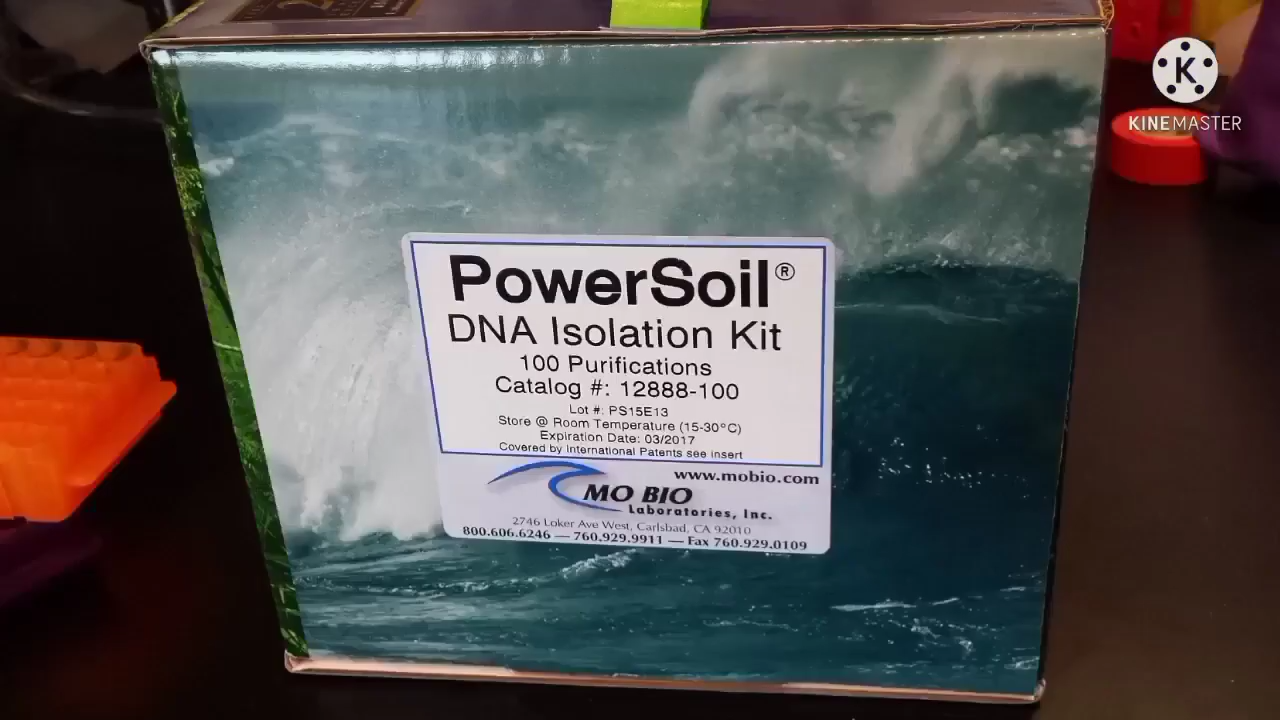 PowerSoil®
DNA Isolation Kit
100 Purifications
Catalog #: 12888-100
Lot #: PS15E13
Store @ Room Temperature (15-30°C)
Expiration Date: 03/2017
Covered by International Patents see insert
www.mobio.com
MO BIO
Laboratories, Inc.
2746 Loker Ave West, Carlsbad, CA 92010
800.606.6246 — 760.929.9911 — Fax 760.929.0109
K
KINEMASTER